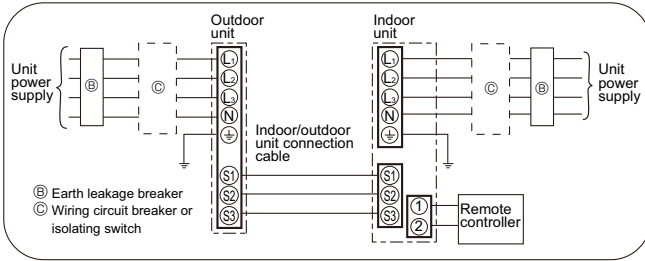 Outdoor
unit
Indoor
unit
Unit
power
supply
Ⓑ
Ⓒ
L1
L2
L3
N
⏚
S1
S2
S3
Indoor/outdoor
unit connection
cable
L1
L2
L3
N
⏚
S1
S2
S3
1
2
Ⓒ
Ⓑ
Unit
power
supply
Remote
controller
Ⓑ Earth leakage breaker
Ⓒ Wiring circuit breaker or
isolating switch